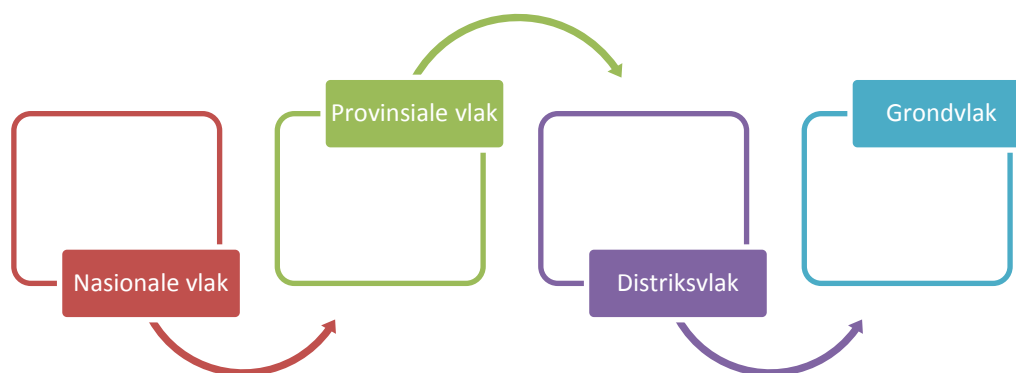 Nasionale vlak
Provinsiale vlak
Distriksvlak
Grondvlak